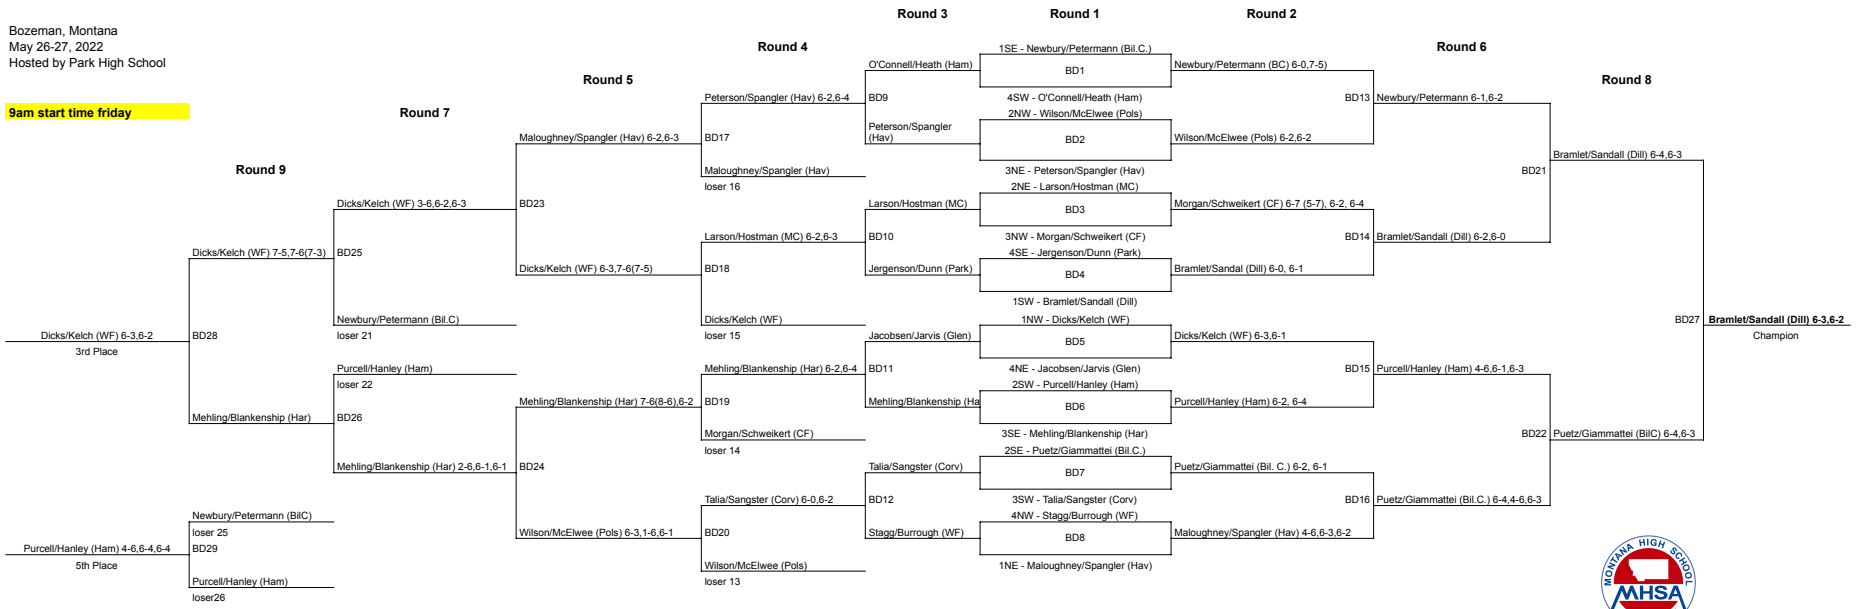 Bozeman, Montana
May 26-27, 2022
Hosted by Park High School
9am start time friday
Round 9
Round 7
Round 5
Round 4
Round 3
Round 1
Round 2
Round 6
Round 8
1SE - Newbury/Petermann (Bil.C.)
BD1
4SW - O'Connell/Heath (Ham)
2NW - Wilson/McElwee (Pols)
BD2
3NE - Peterson/Spangler (Hav)
2NE - Larson/Hostman (MC)
BD3
3NW - Morgan/Schweikert (CF)
4SE - Jergenson/Dunn (Park)
BD4
1SW - Bramlet/Sandall (Dill)
1NW - Dicks/Kelch (WF)
BD5
4NE - Jacobsen/Jarvis (Glen)
2SW - Purcell/Hanley (Ham)
BD6
3SE - Mehling/Blankenship (Har)
2SE - Puetz/Giammattei (Bil.C.)
BD7
3SW - Talia/Sangster (Corv)
4NW - Stagg/Burrough (WF)
BD8
1NE - Maloughney/Spangler (Hav)
Newbury/Petermann (BC) 6-0,7-5)
BD13
Wilson/McElwee (Pols) 6-2,6-2
Morgan/Schweikert (CF) 6-7 (5-7), 6-2, 6-4
BD14
Bramlet/Sandal (Dill) 6-0, 6-1
Dicks/Kelch (WF) 6-3,6-1
BD15
Purcell/Hanley (Ham) 6-2, 6-4
Puetz/Giammattei (Bil. C.) 6-2, 6-1
BD16
Maloughney/Spangler (Hav) 4-6,6-3,6-2
Newbury/Petermann 6-1,6-2
BD21
Bramlet/Sandall (Dill) 6-2,6-0
Purcell/Hanley (Ham) 4-6,6-1,6-3
BD22
Puetz/Giammattei (Bil.C.) 6-4,4-6,6-3
Bramlet/Sandall (Dill) 6-4,6-3
BD27
Puetz/Giammattei (BilC) 6-4,6-3
Bramlet/Sandall (Dill) 6-3,6-2
Champion
O'Connell/Heath (Ham)
BD9
Peterson/Spangler
(Hav)
Larson/Hostman (MC)
BD10
Jergenson/Dunn (Park)
Jacobsen/Jarvis (Glen)
BD11
Mehling/Blankenship (Ha
Talia/Sangster (Corv)
BD12
Stagg/Burrough (WF)
Peterson/Spangler (Hav) 6-2,6-4
BD17
Maloughney/Spangler (Hav)
loser 16
Larson/Hostman (MC) 6-2,6-3
BD18
Dicks/Kelch (WF)
loser 15
Mehling/Blankenship (Har) 6-2,6-4
BD19
Morgan/Schweikert (CF)
loser 14
Talia/Sangster (Corv) 6-0,6-2
BD20
Wilson/McElwee (Pols)
loser 13
Maloughney/Spangler (Hav) 6-2,6-3
BD23
Dicks/Kelch (WF) 6-3,7-6(7-5)
Mehling/Blankenship (Har) 7-6(8-6),6-2
BD24
Wilson/McElwee (Pols) 6-3,1-6,6-1
Dicks/Kelch (WF) 3-6,6-2,6-3
BD25
Newbury/Petermann (Bil.C)
loser 21
Purcell/Hanley (Ham)
loser 22
BD26
Mehling/Blankenship (Har) 2-6,6-1,6-1
Dicks/Kelch (WF) 7-5,7-6(7-3)
BD28
Mehling/Blankenship (Har)
Dicks/Kelch (WF) 6-3,6-2
3rd Place
Newbury/Petermann (BilC)
loser 25
BD29
Purcell/Hanley (Ham)
loser26
Purcell/Hanley (Ham) 4-6,6-4,6-4
5th Place
MONTANA HIGH SCHOOL
MHSA